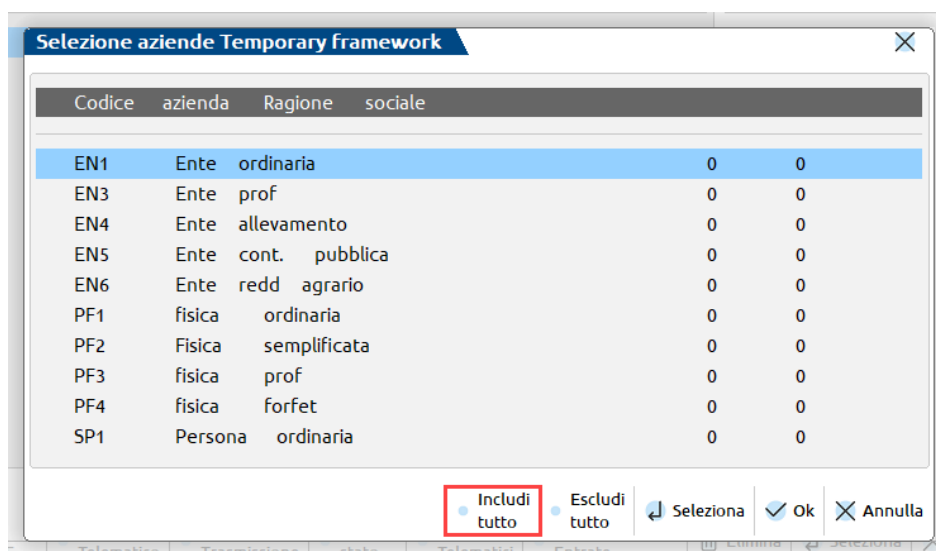 Selezione aziende Temporary framework
Codice azienda Ragione sociale
EN1 Ente ordinaria 0 0
EN3 Ente prof 0 0
EN4 Ente allevamento 0 0
EN5 Ente cont. pubblica 0 0
EN6 Ente redd agrario 0 0
PF1 fisica ordinaria 0 0
PF2 Fisica semplificata 0 0
PF3 fisica prof 0 0
PF4 fisica forfet 0 0
SP1 Persona ordinaria 0 0
Includi tutto Escludi tutto Seleziona Ok Annulla